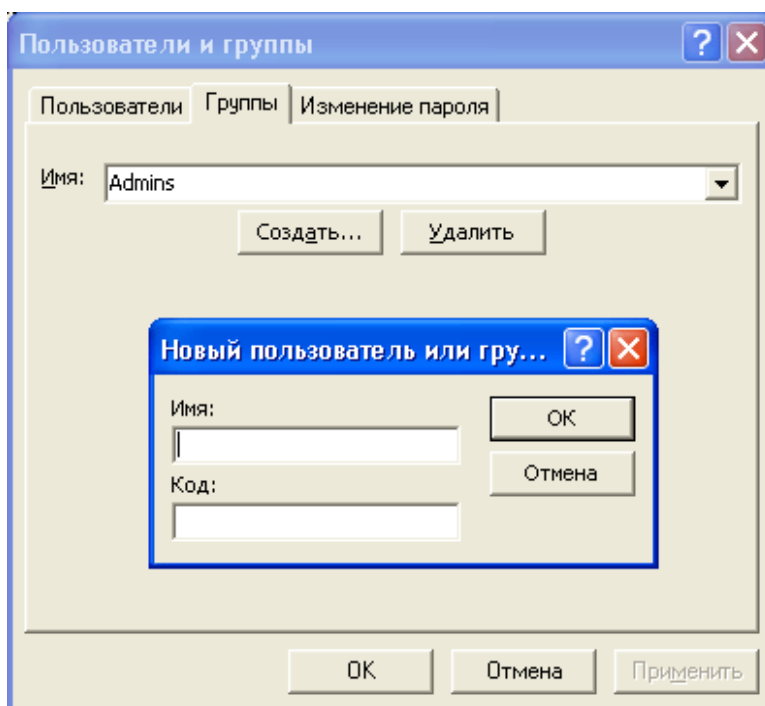 Пользователи и группы
Пользователи Группы Изменение пароля
Имя: Admins
Создать... Удалить
Новый пользователь или гру...
Имя:
OK
Отмена
Код:
OK Отмена Применить